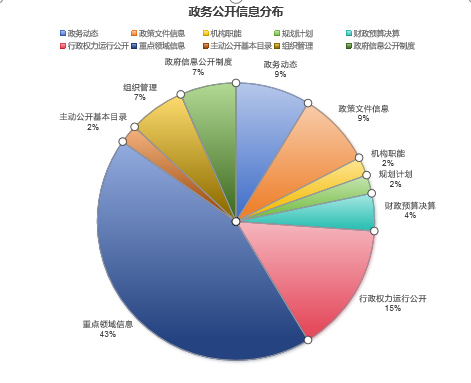 政务公开信息分布
政务动态 政策文件信息 机构职能 规划计划 财政预算决算
行政权力运行公开 重点领域信息 主动公开基本目录 组织管理 政府信息公开制度
政府信息公开制度
7%
政务动态
9%
组织管理
7%
政策文件信息
9%
主动公开基本目录
2%
机构职能
2%
规划计划
2%
财政预算决算
4%
行政权力运行公开
15%
重点领域信息
43%